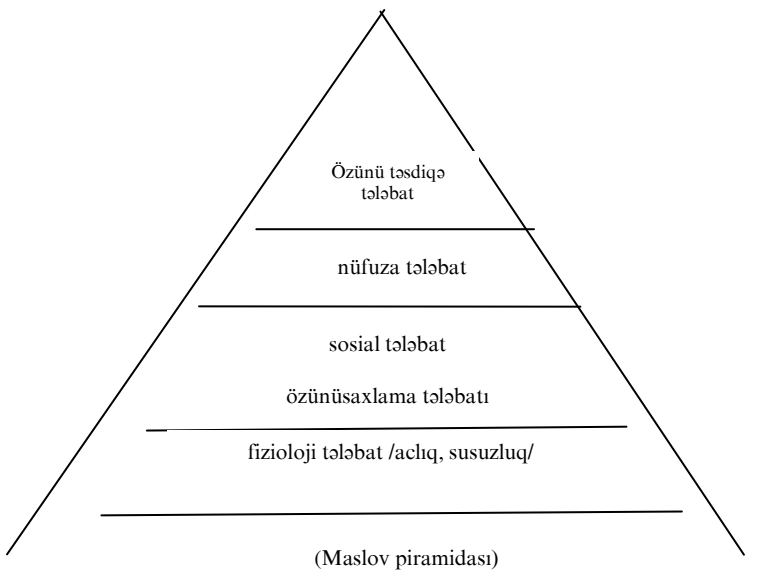 Özünü təsdiqə
tələbat
nüfuza tələbat
sosial tələbat
özünüsaxlama tələbatı
fizioloji tələbat /aclıq, susuzluq/
(Maslov piramidası)